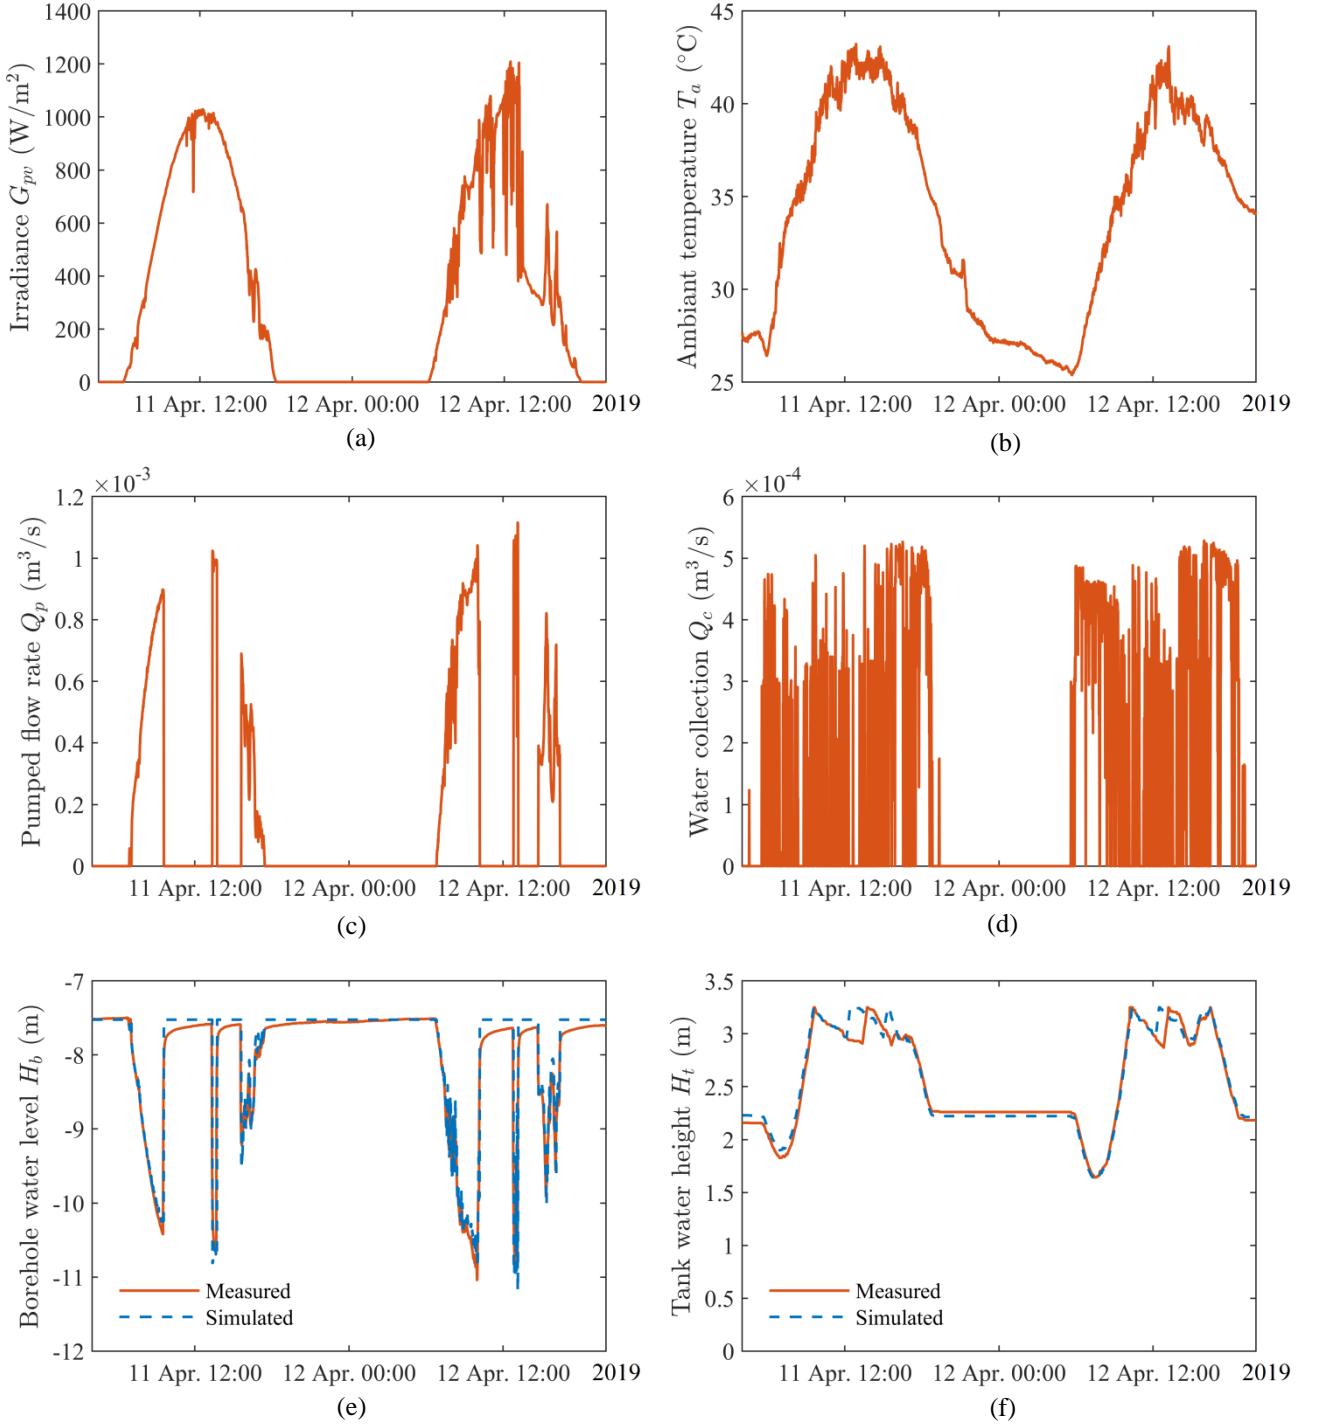 1400
1200
1000
800
600
400
200
0
Irradiance G_pv (W/m²)
11 Apr. 12:00 12 Apr. 00:00 12 Apr. 12:00 2019
(a)
45
40
35
30
25
Ambiant temperature T_a (°C)
11 Apr. 12:00 12 Apr. 00:00 12 Apr. 12:00 2019
(b)
×10⁻³
1.2
1
0.8
0.6
0.4
0.2
0
Pumped flow rate Q_p (m³/s)
11 Apr. 12:00 12 Apr. 00:00 12 Apr. 12:00 2019
(c)
×10⁻⁴
6
5
4
3
2
1
0
Water collection Q_c (m³/s)
11 Apr. 12:00 12 Apr. 00:00 12 Apr. 12:00 2019
(d)
-7
-8
-9
-10
-11
-12
Borehole water level H_b (m)
Measured
Simulated
11 Apr. 12:00 12 Apr. 00:00 12 Apr. 12:00 2019
(e)
3.5
3
2.5
2
1.5
1
0.5
0
Tank water height H_t (m)
Measured
Simulated
11 Apr. 12:00 12 Apr. 00:00 12 Apr. 12:00 2019
(f)